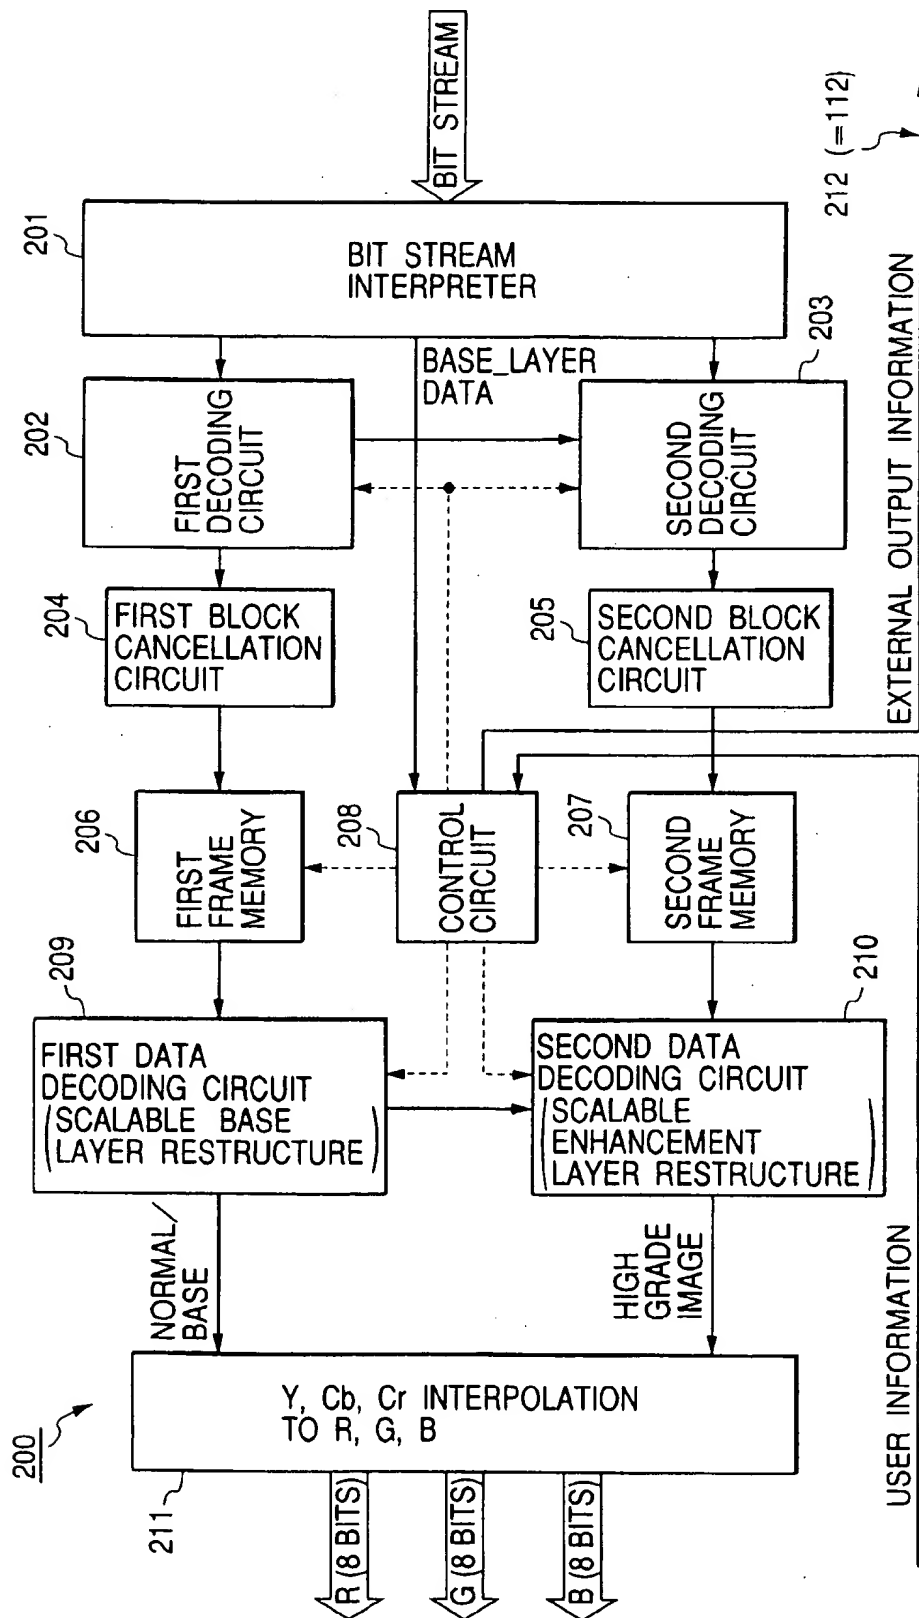 200
BIT STREAM
201
BIT STREAM
INTERPRETER
202
FIRST
DECODING
CIRCUIT
BASE_LAYER
DATA
203
SECOND
DECODING
CIRCUIT
204
FIRST BLOCK
CANCELLATION
CIRCUIT
205
SECOND BLOCK
CANCELLATION
CIRCUIT
206
FIRST
FRAME
MEMORY
208
CONTROL
CIRCUIT
207
SECOND
FRAME
MEMORY
209
FIRST DATA
DECODING CIRCUIT
(SCALABLE BASE
LAYER RESTRUCTURE)
210
SECOND DATA
DECODING CIRCUIT
(SCALABLE
ENHANCEMENT
LAYER RESTRUCTURE)
NORMAL/
BASE
HIGH
GRADE
IMAGE
211
Y, Cb, Cr INTERPOLATION
TO R, G, B
R (8 BITS)
G (8 BITS)
B (8 BITS)
212 (=112)
EXTERNAL OUTPUT INFORMATION
USER INFORMATION